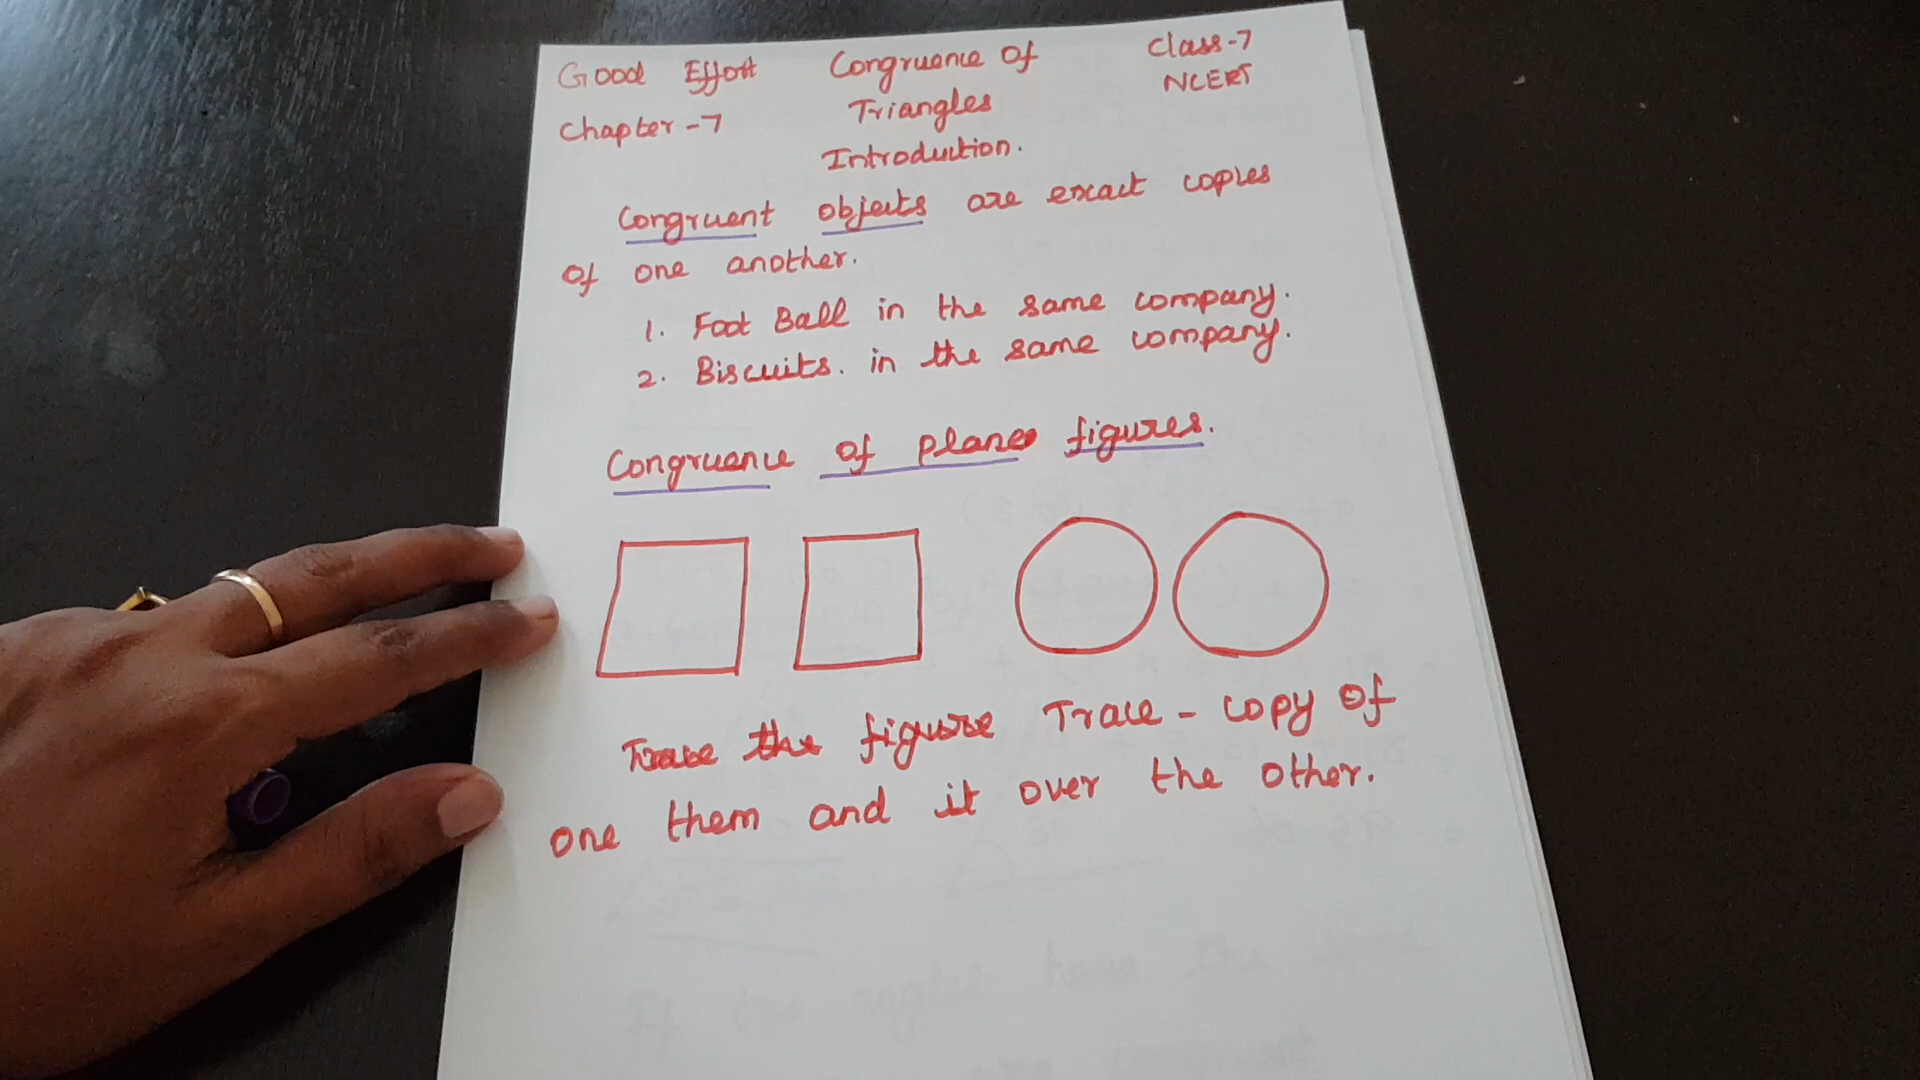 Good Effort Congruence Of Class-7
Chapter-7 Triangles NCERT
Introduction.
Congruent objects are exact copies
of one another.
1. Foot Ball in the same company.
2. Biscuits. in the same company.
Congruence of plane figures.
the figure Trace - copy of
one them and it over the other.